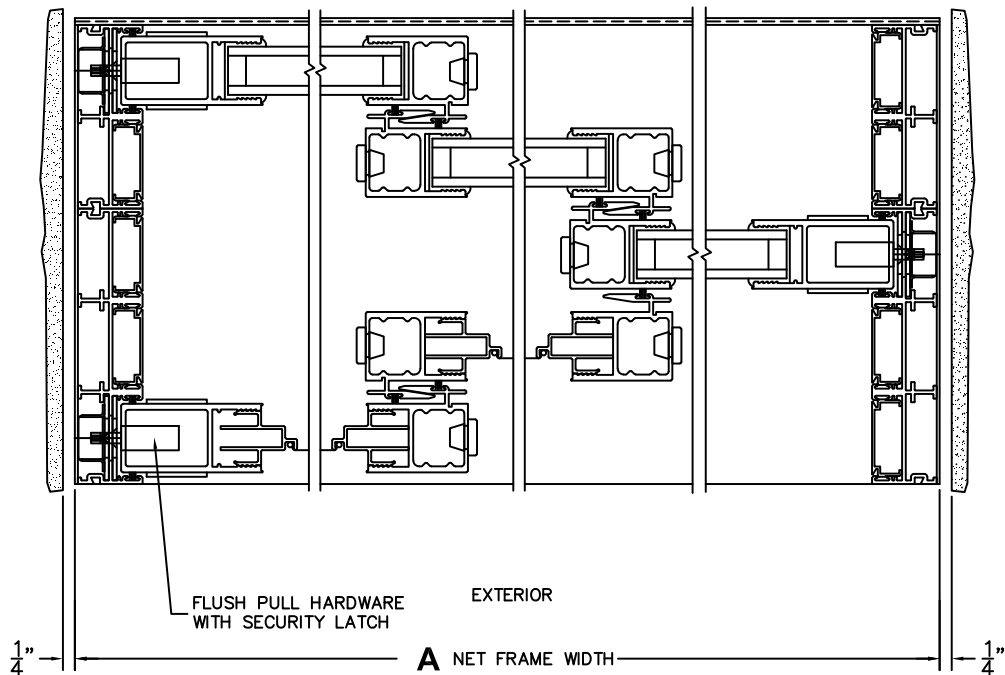 EXTERIOR
FLUSH PULL HARDWARE
WITH SECURITY LATCH
1/4" A NET FRAME WIDTH 1/4"